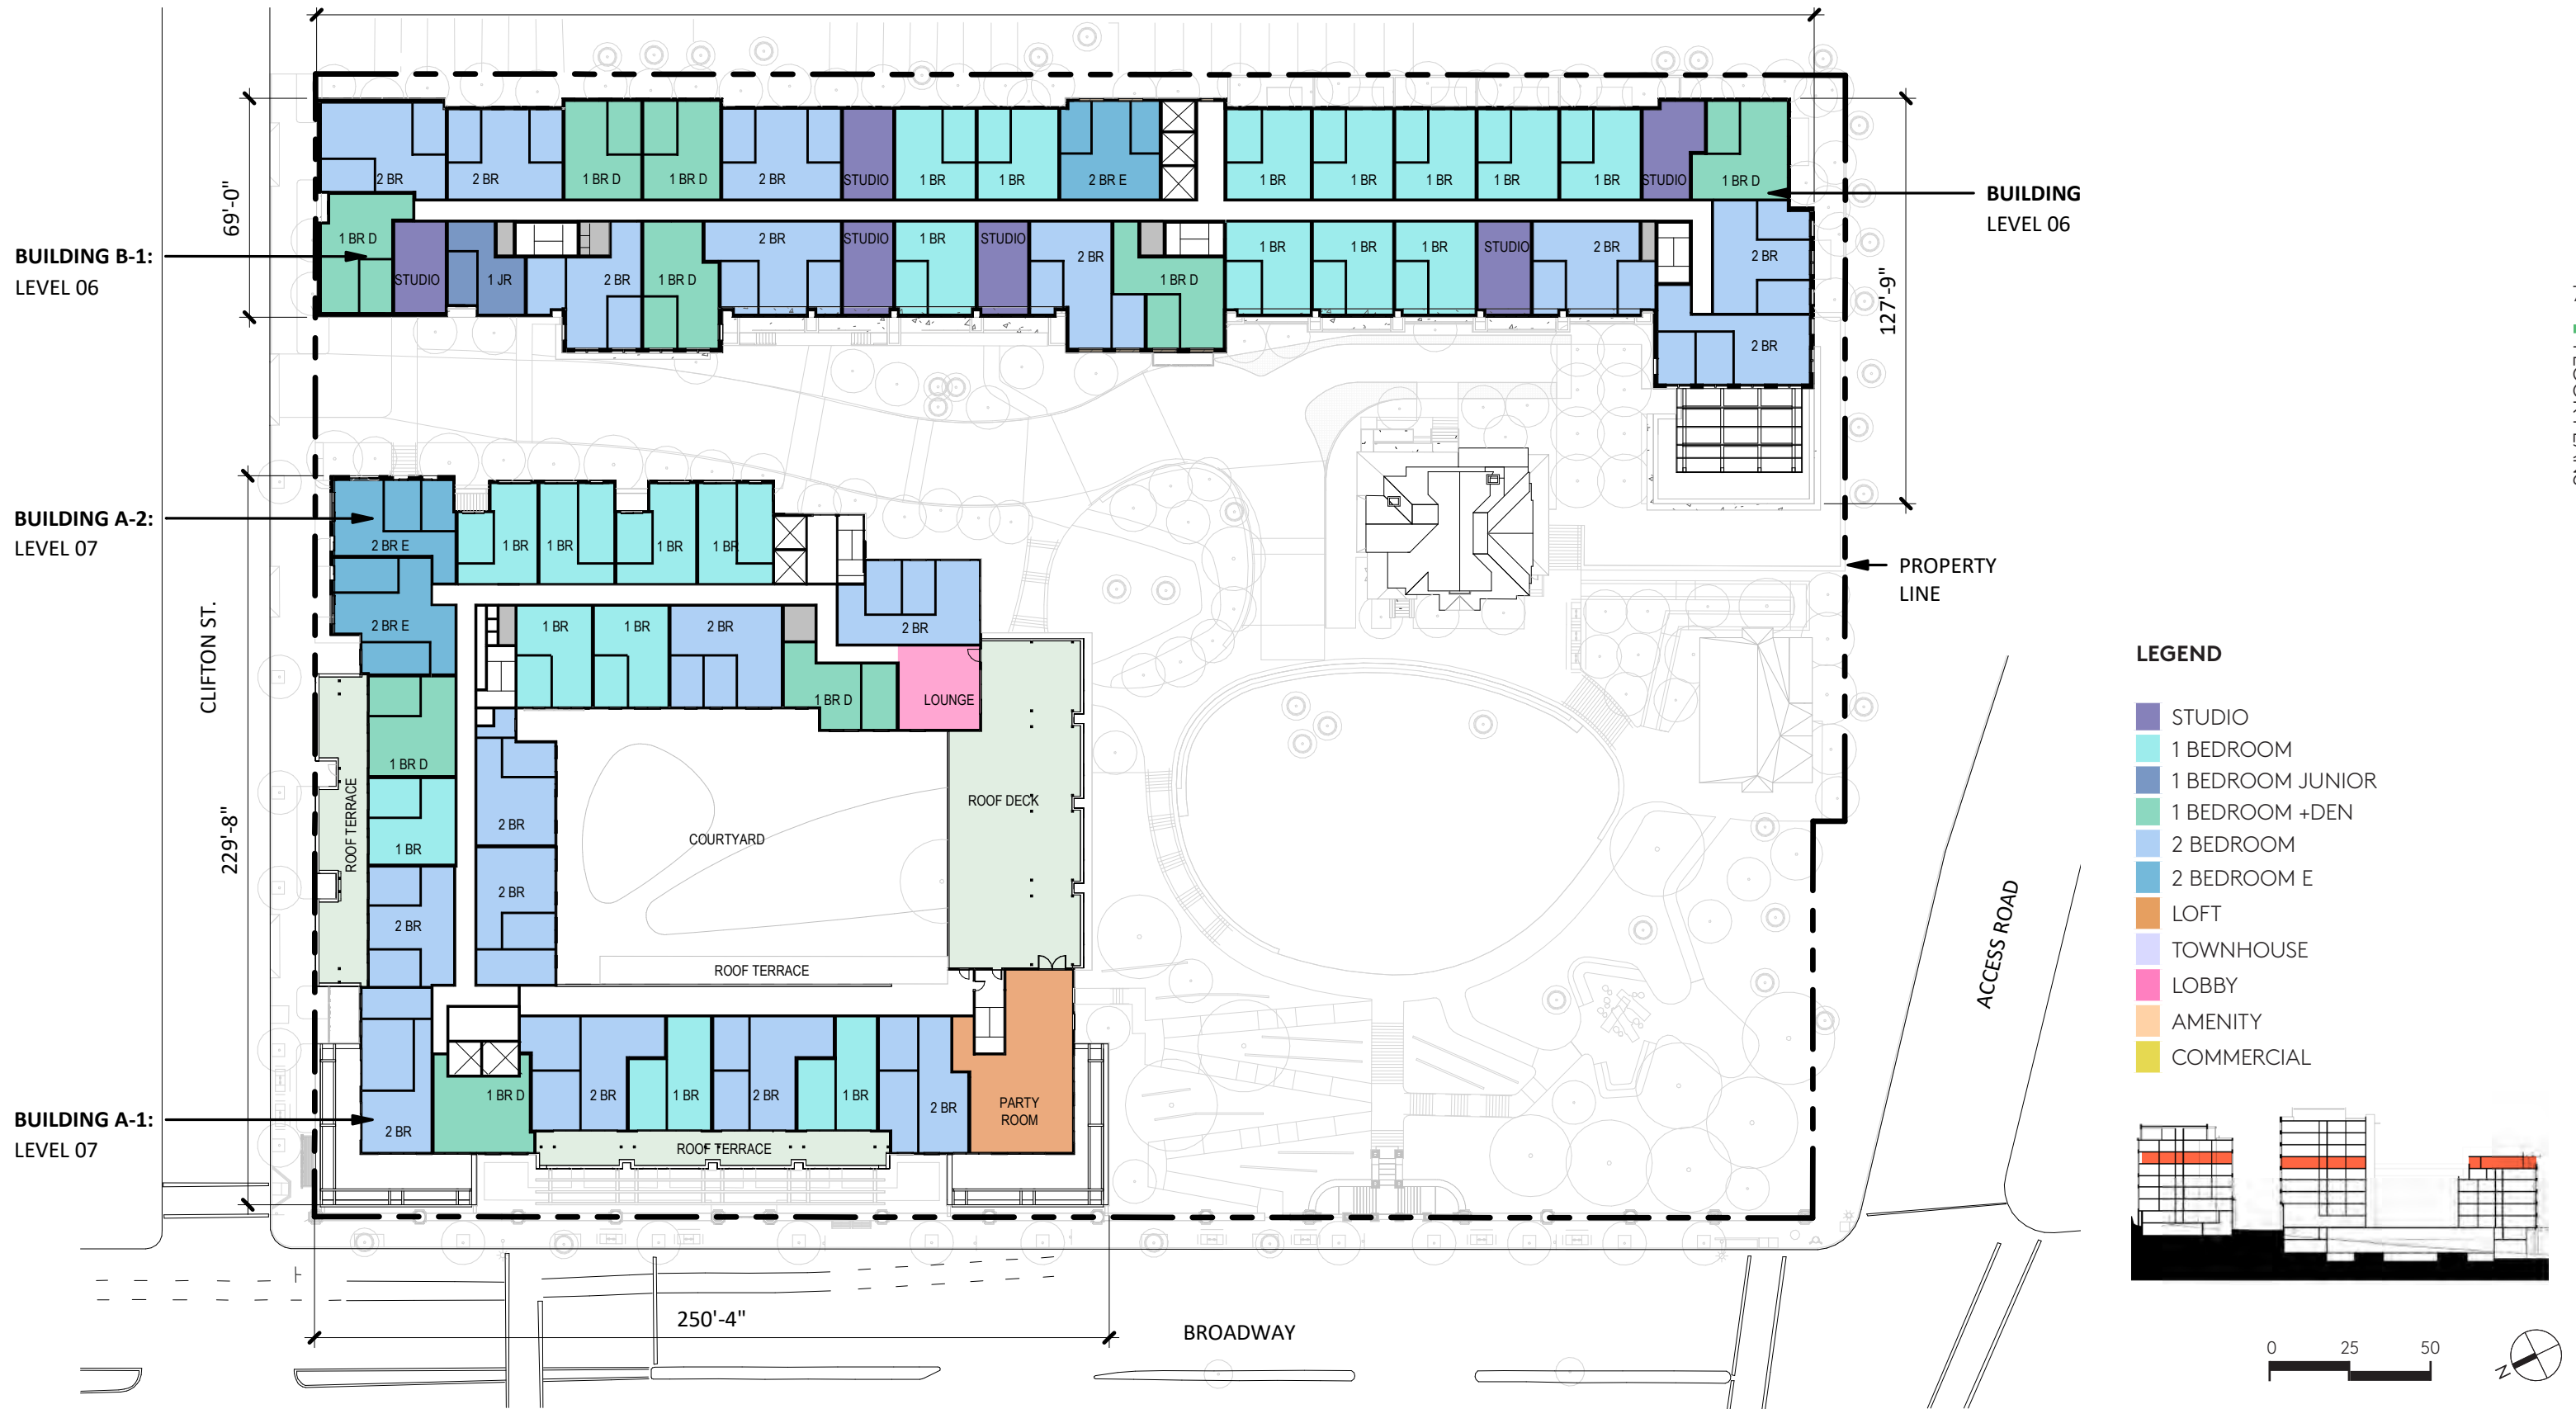 2 BR
2 BR
1 BR D
1 BR D
2 BR
STUDIO
1 BR
1 BR
2 BR E
1 BR
1 BR
1 BR
1 BR
1 BR
STUDIO
1 BR D
69'-0"
BUILDING
LEVEL 06
BUILDING B-1:
LEVEL 06
1 BR D
STUDIO
1 JR
2 BR
1 BR D
2 BR
STUDIO
1 BR
STUDIO
2 BR
1 BR D
1 BR
1 BR
1 BR
STUDIO
2 BR
2 BR
2 BR
127'-9"
BUILDING A-2:
LEVEL 07
2 BR E
1 BR
1 BR
1 BR
1 BR
PROPERTY
LINE
CLIFTON ST.
2 BR E
1 BR
1 BR
2 BR
2 BR
1 BR D
LOUNGE
1 BR D
ROOF TERRACE
1 BR
2 BR
229'-8"
2 BR
2 BR
COURTYARD
ROOF DECK
ROOF TERRACE
ACCESS ROAD
BUILDING A-1:
LEVEL 07
2 BR
1 BR D
2 BR
1 BR
2 BR
1 BR
2 BR
PARTY
ROOM
ROOF TERRACE
250'-4"
BROADWAY
LEGEND
STUDIO
1 BEDROOM
1 BEDROOM JUNIOR
1 BEDROOM +DEN
2 BEDROOM
2 BEDROOM E
LOFT
TOWNHOUSE
LOBBY
AMENITY
COMMERCIAL
0 25 50
N